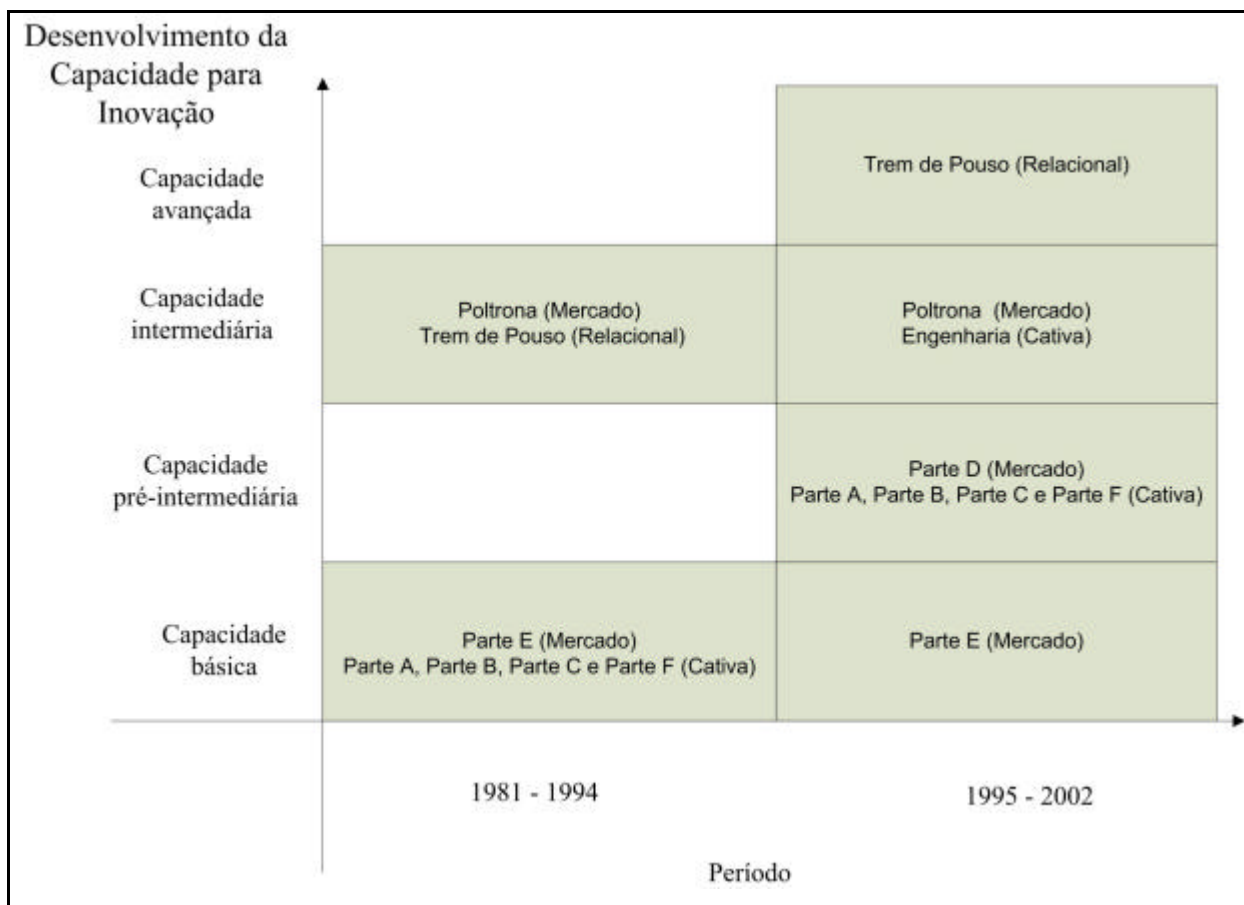 Desenvolvimento da
Capacidade para
Inovação
Capacidade
avançada
Trem de Pouso (Relacional)
Capacidade
intermediária
Poltrona (Mercado)
Trem de Pouso (Relacional)
Poltrona (Mercado)
Engenharia (Cativa)
Capacidade
pré-intermediária
Parte D (Mercado)
Parte A, Parte B, Parte C e Parte F (Cativa)
Capacidade
básica
Parte E (Mercado)
Parte A, Parte B, Parte C e Parte F (Cativa)
Parte E (Mercado)
1981 - 1994
1995 - 2002
Período